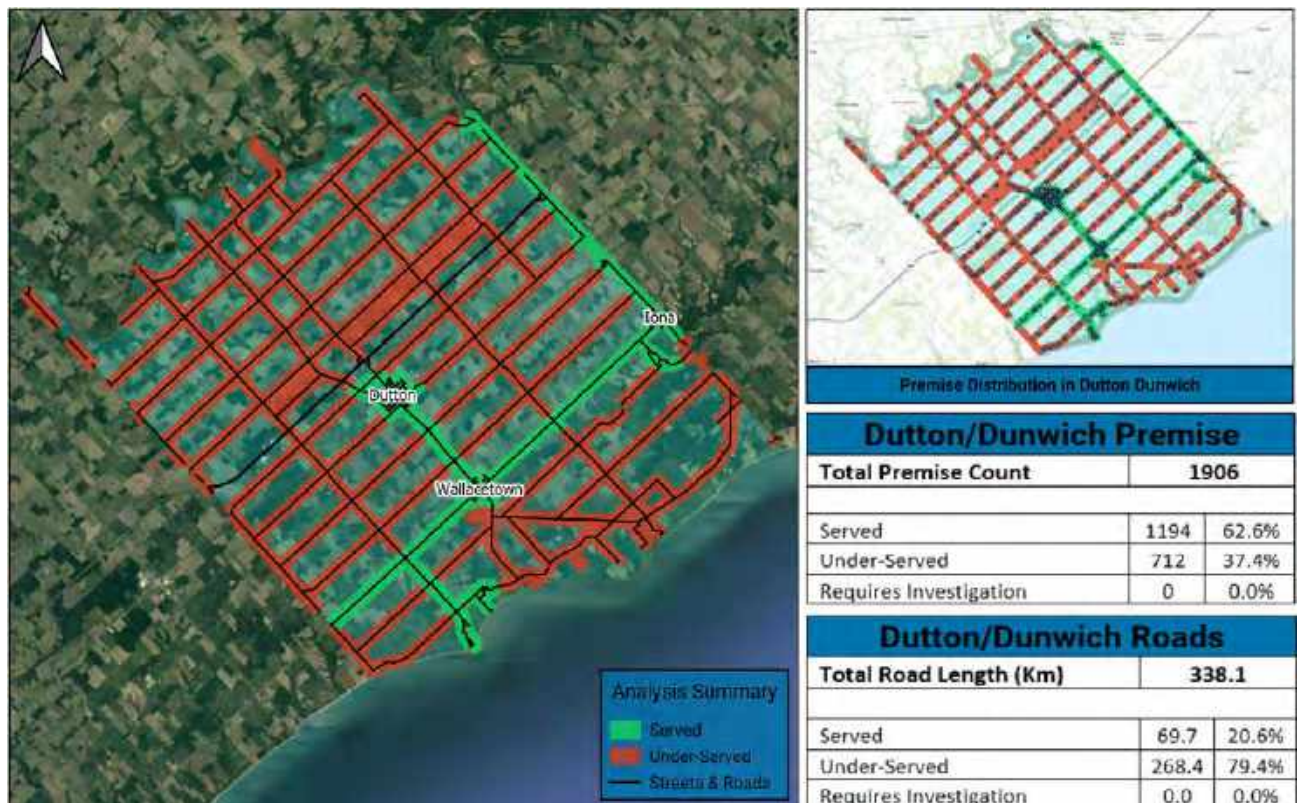 Iona
Dutton
Wallacetown
Analysis Summary
Served
Under-Served
Streets & Roads
Premise Distribution in Dutton Dunwich
Dutton/Dunwich Premise
Total Premise Count 1906
Served 1194 62.6%
Under-Served 712 37.4%
Requires Investigation 0 0.0%
Dutton/Dunwich Roads
Total Road Length (Km) 338.1
Served 69.7 20.6%
Under-Served 268.4 79.4%
Requires Investigation 0.0 0.0%